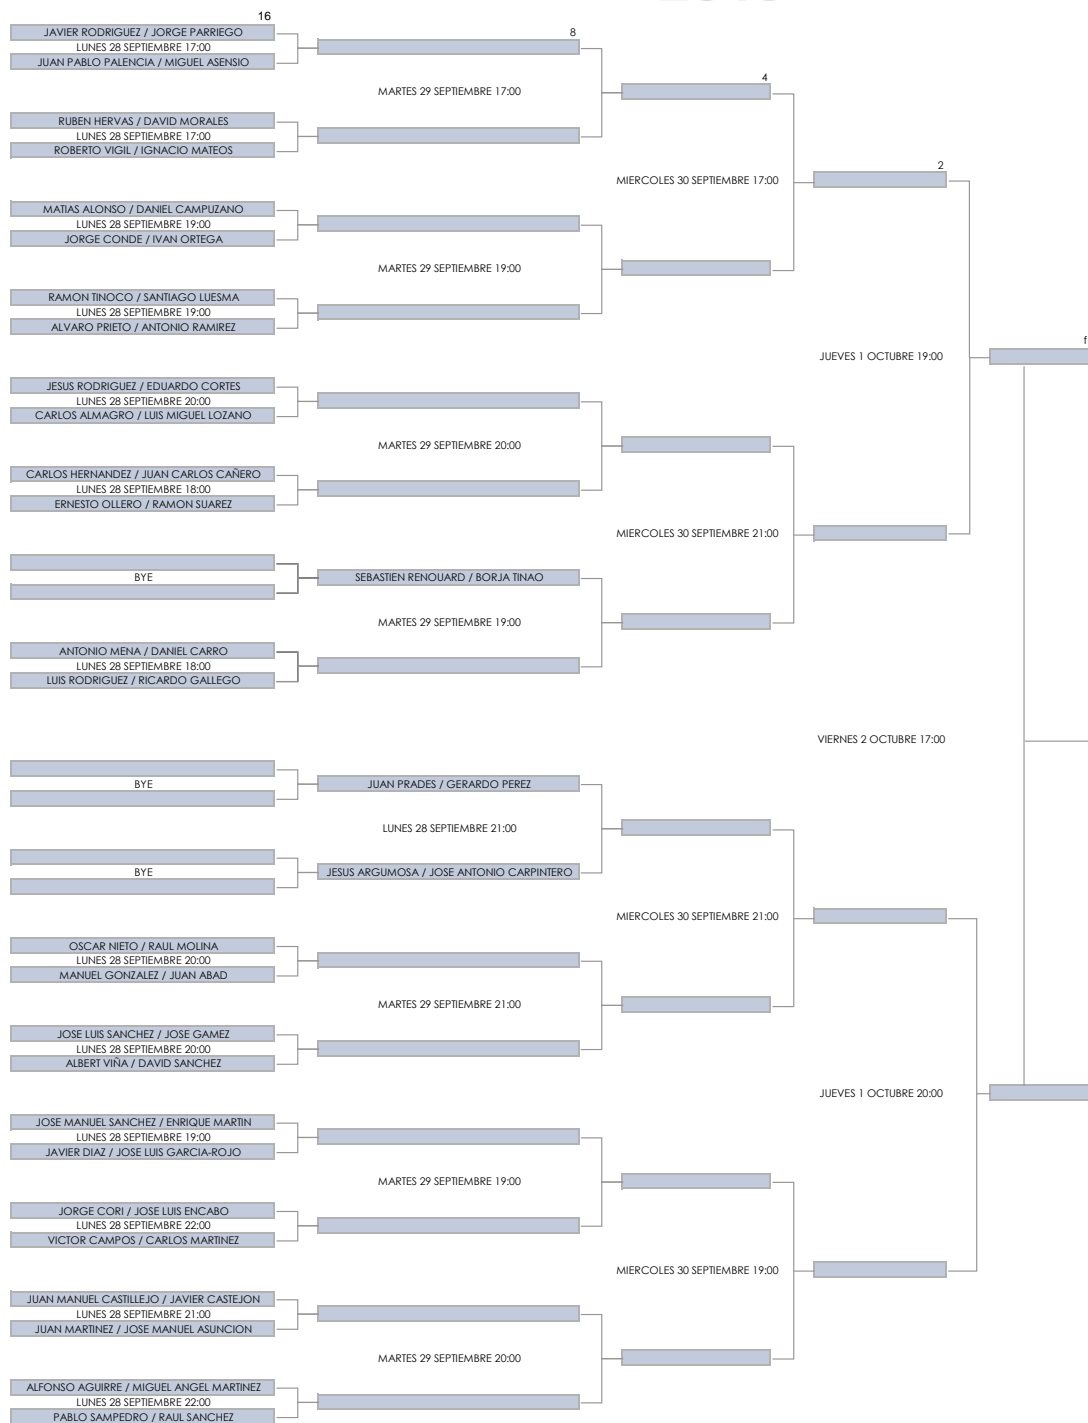 16
JAVIER RODRIGUEZ / JORGE PARRIEGO
LUNES 28 SEPTIEMBRE 17:00
JUAN PABLO PALENCIA / MIGUEL ASENSIO
8
MARTES 29 SEPTIEMBRE 17:00
4
RUBEN HERVAS / DAVID MORALES
LUNES 28 SEPTIEMBRE 17:00
ROBERTO VIGIL / IGNACIO MATEOS
2
MIERCOLES 30 SEPTIEMBRE 17:00
MATIAS ALONSO / DANIEL CAMPUZANO
LUNES 28 SEPTIEMBRE 19:00
JORGE CONDE / IVAN ORTEGA
MARTES 29 SEPTIEMBRE 19:00
RAMON TINOCO / SANTIAGO LUESMA
LUNES 28 SEPTIEMBRE 19:00
ALVARO PRIETO / ANTONIO RAMIREZ
f
JUEVES 1 OCTUBRE 19:00
JESUS RODRIGUEZ / EDUARDO CORTES
LUNES 28 SEPTIEMBRE 20:00
CARLOS ALMAGRO / LUIS MIGUEL LOZANO
MARTES 29 SEPTIEMBRE 20:00
CARLOS HERNANDEZ / JUAN CARLOS CAÑERO
LUNES 28 SEPTIEMBRE 18:00
ERNESTO OLLERO / RAMON SUAREZ
MIERCOLES 30 SEPTIEMBRE 21:00
BYE
SEBASTIEN RENOUARD / BORJA TINAO
MARTES 29 SEPTIEMBRE 19:00
ANTONIO MENA / DANIEL CARRO
LUNES 28 SEPTIEMBRE 18:00
LUIS RODRIGUEZ / RICARDO GALLEGO
VIERNES 2 OCTUBRE 17:00
BYE
JUAN PRADES / GERARDO PEREZ
LUNES 28 SEPTIEMBRE 21:00
BYE
JESUS ARGUMOSA / JOSE ANTONIO CARPINTERO
MIERCOLES 30 SEPTIEMBRE 21:00
OSCAR NIETO / RAUL MOLINA
LUNES 28 SEPTIEMBRE 20:00
MANUEL GONZALEZ / JUAN ABAD
MARTES 29 SEPTIEMBRE 21:00
JOSE LUIS SANCHEZ / JOSE GAMEZ
LUNES 28 SEPTIEMBRE 20:00
ALBERT VIÑA / DAVID SANCHEZ
JUEVES 1 OCTUBRE 20:00
JOSE MANUEL SANCHEZ / ENRIQUE MARTIN
LUNES 28 SEPTIEMBRE 19:00
JAVIER DIAZ / JOSE LUIS GARCIA-ROJO
MARTES 29 SEPTIEMBRE 19:00
JORGE CORI / JOSE LUIS ENCABO
LUNES 28 SEPTIEMBRE 22:00
VICTOR CAMPOS / CARLOS MARTINEZ
MIERCOLES 30 SEPTIEMBRE 19:00
JUAN MANUEL CASTILLEJO / JAVIER CASTEJON
LUNES 28 SEPTIEMBRE 21:00
JUAN MARTINEZ / JOSE MANUEL ASUNCION
MARTES 29 SEPTIEMBRE 20:00
ALFONSO AGUIRRE / MIGUEL ANGEL MARTINEZ
LUNES 28 SEPTIEMBRE 22:00
PABLO SAMPEDRO / RAUL SANCHEZ